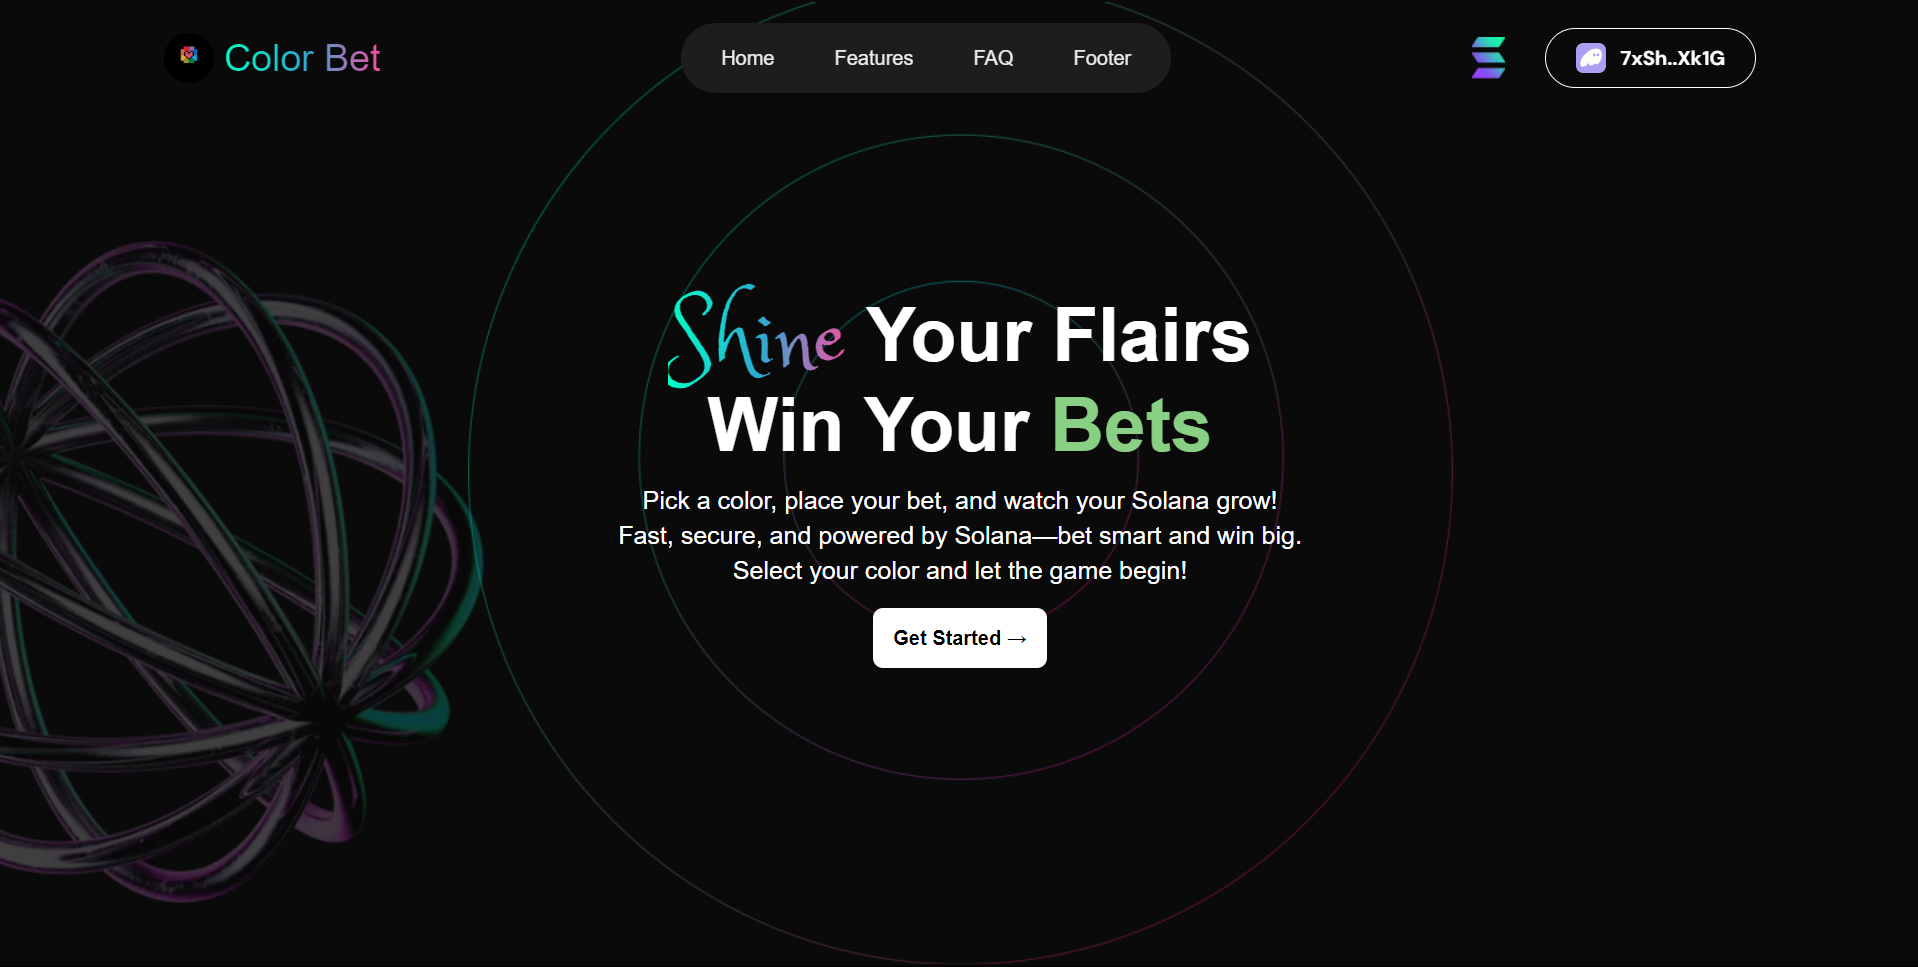 Color Bet
Home
Features
FAQ
Footer
7xSh..Xk1G
Shine Your Flairs
Win Your Bets
Pick a color, place your bet, and watch your Solana grow!
Fast, secure, and powered by Solana—bet smart and win big.
Select your color and let the game begin!
Get Started →